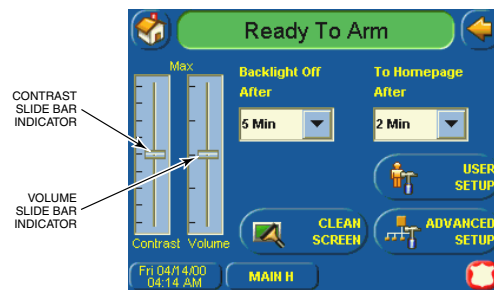 Ready To Arm
Max
CONTRAST
SLIDE BAR
INDICATOR
VOLUME
SLIDE BAR
INDICATOR
Contrast Volume
Backlight Off
After
5 Min
To Homepage
After
2 Min
USER
SETUP
CLEAN
SCREEN
ADVANCED
SETUP
Fri 04/14/00
04:14 AM
MAIN H